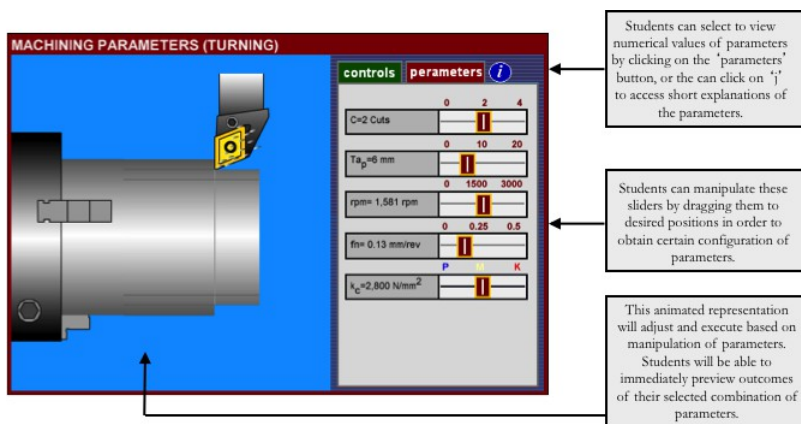 MACHINING PARAMETERS (TURNING)
controls perameters i
0 2 4
C=2 Cuts
0 10 20
Tap=6 mm
0 1500 3000
rpm= 1,581 rpm
0 0.25 0.5
fn= 0.13 mm/rev
P M K
kc=2,800 N/mm2
Students can select to view
numerical values of parameters
by clicking on the ‘parameters’
button, or the can click on ‘j’
to access short explanations of
the parameters.
Students can manipulate these
sliders by dragging them to
desired positions in order to
obtain certain configuration of
parameters.
This animated representation
will adjust and execute based on
manipulation of parameters.
Students will be able to
immediately preview outcomes
of their selected combination of
parameters.